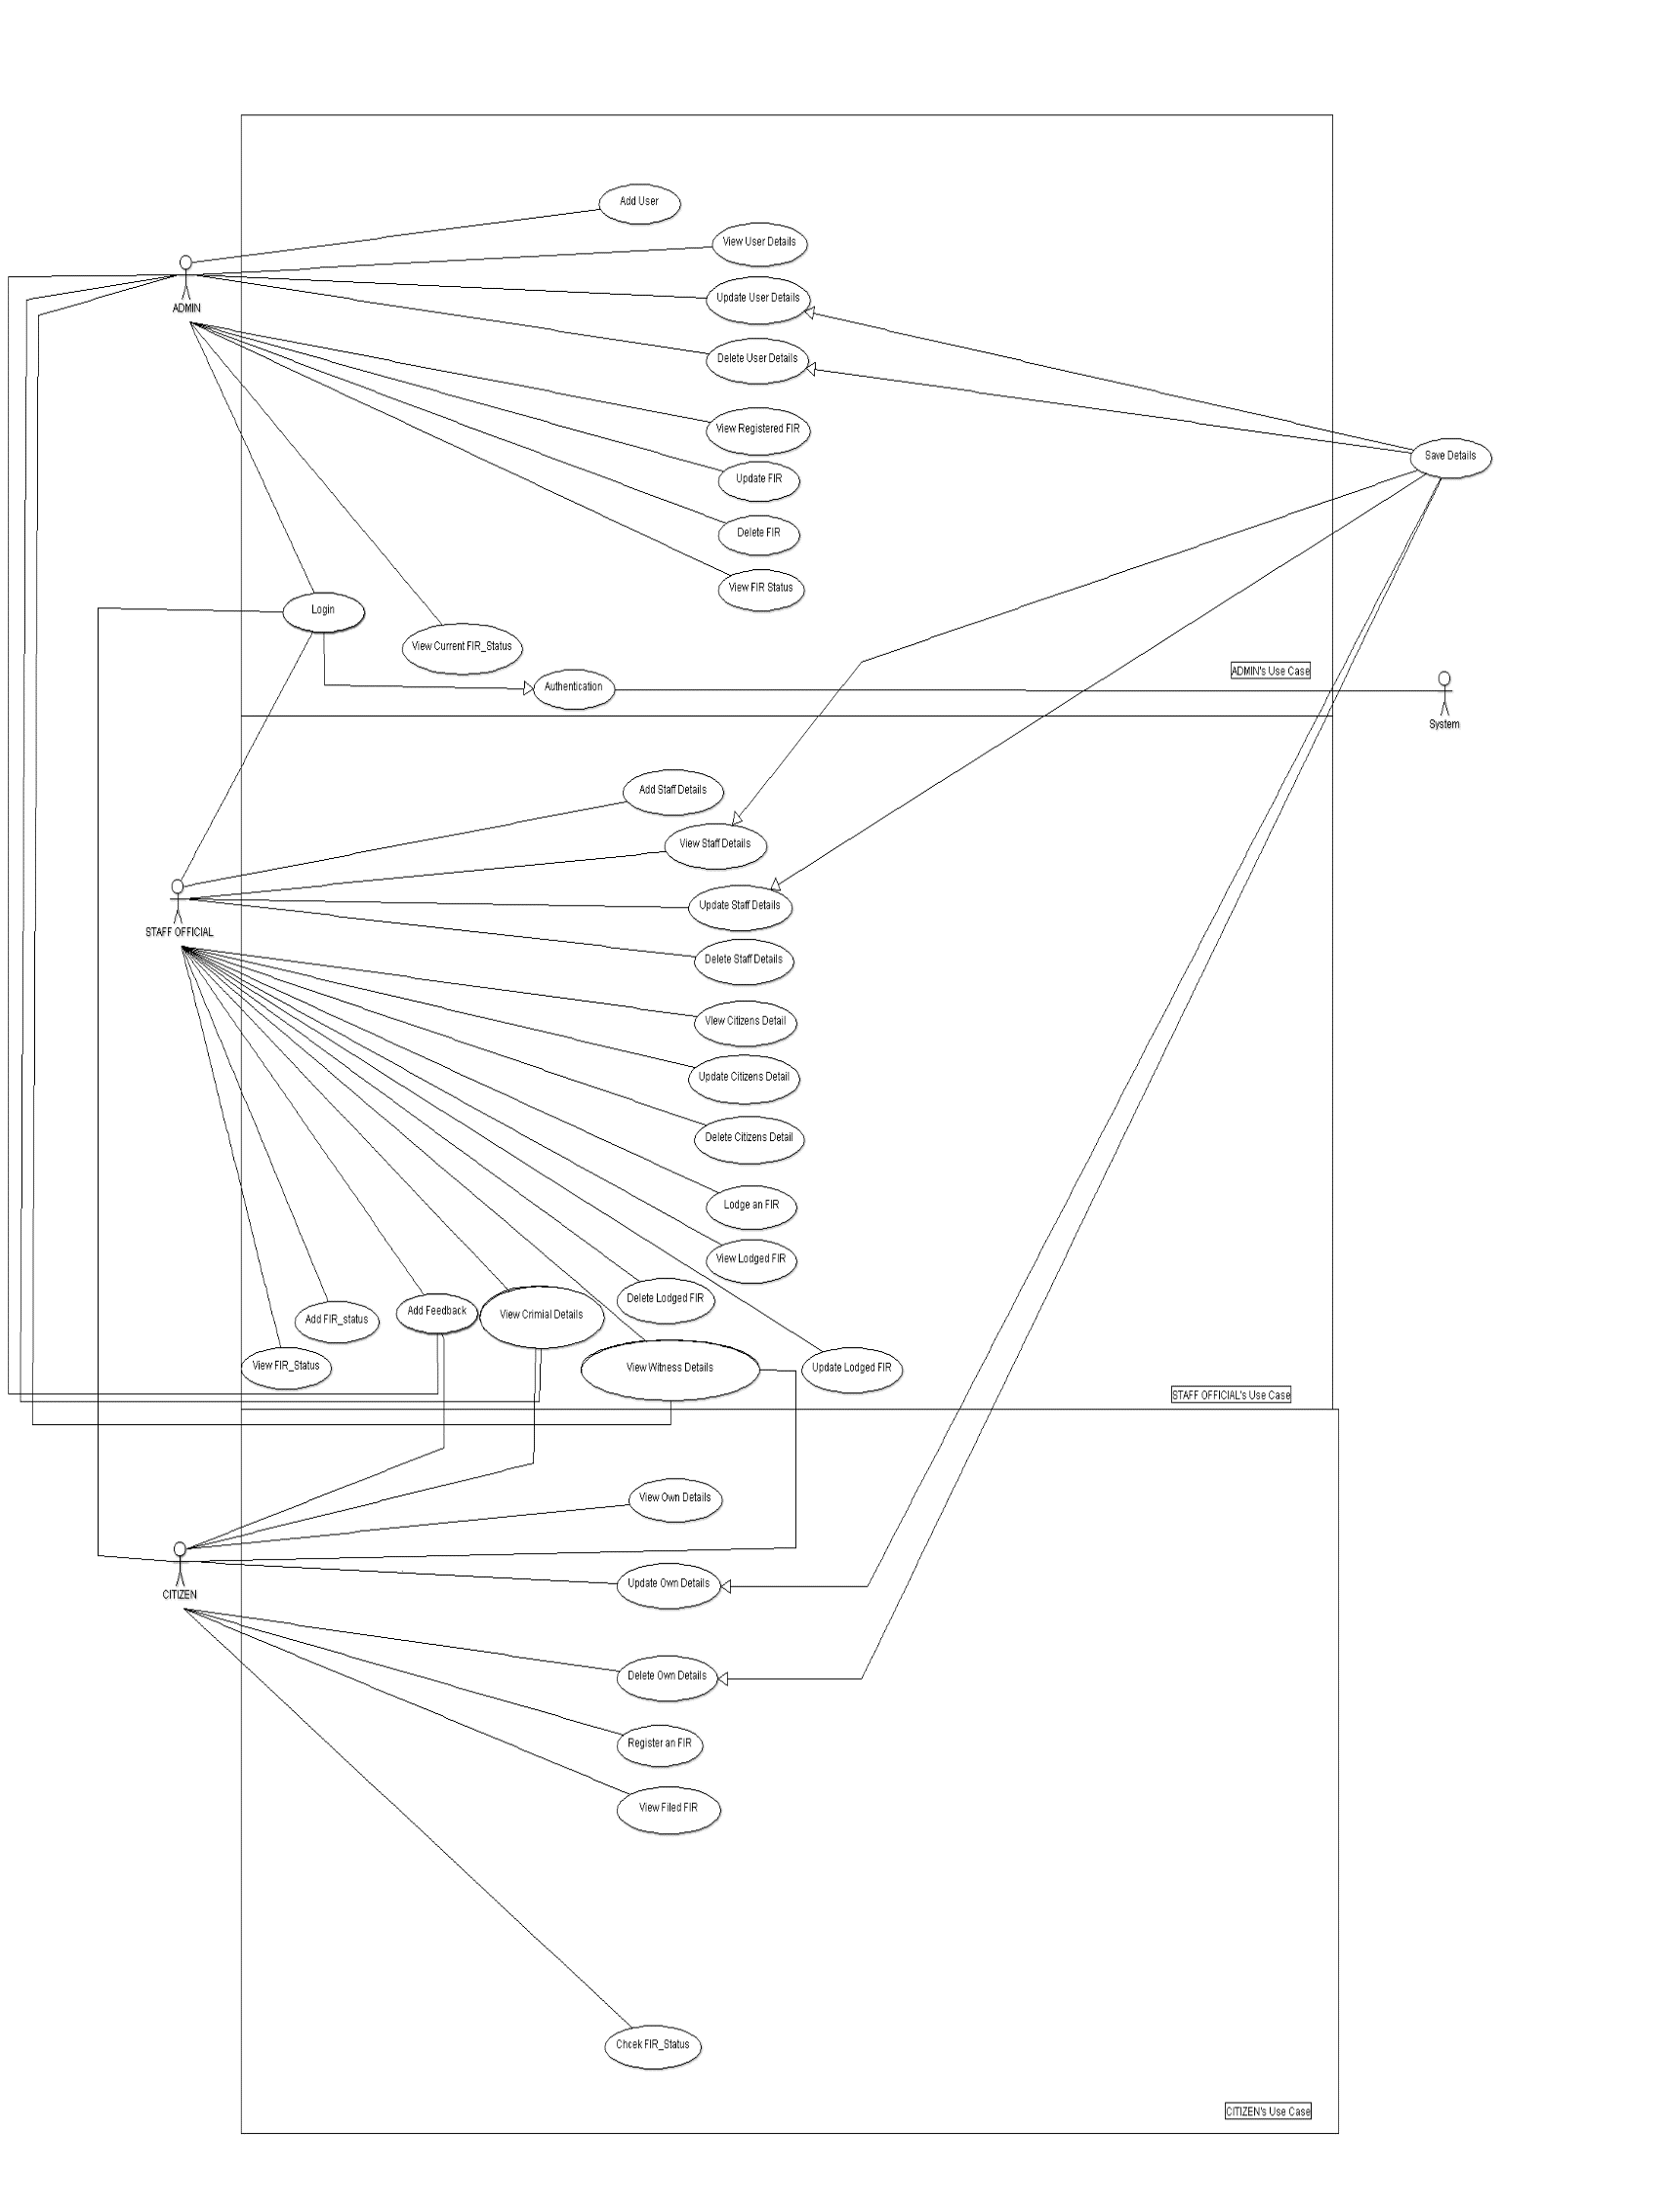 Add User
View User Details
Update User Details
ADMIN
Delete User Details
View Registered FIR
Save Details
Update FIR
Delete FIR
View FIR Status
Login
View Current FIR_Status
ADMIN's Use Case
Authentication
System
Add Staff Details
View Staff Details
Update Staff Details
STAFF OFFICIAL
Delete Staff Details
View Citizens Detail
Update Citizens Detail
Delete Citizens Detail
Lodge an FIR
View Lodged FIR
Delete Lodged FIR
Add Feedback
View Crimial Details
Add FIR_status
View FIR_Status
View Witness Details
Update Lodged FIR
STAFF OFFICIAL's Use Case
View Own Details
Update Own Details
CITIZEN
Delete Own Details
Register an FIR
View Filed FIR
Chcek FIR_Status
CITIZEN's Use Case